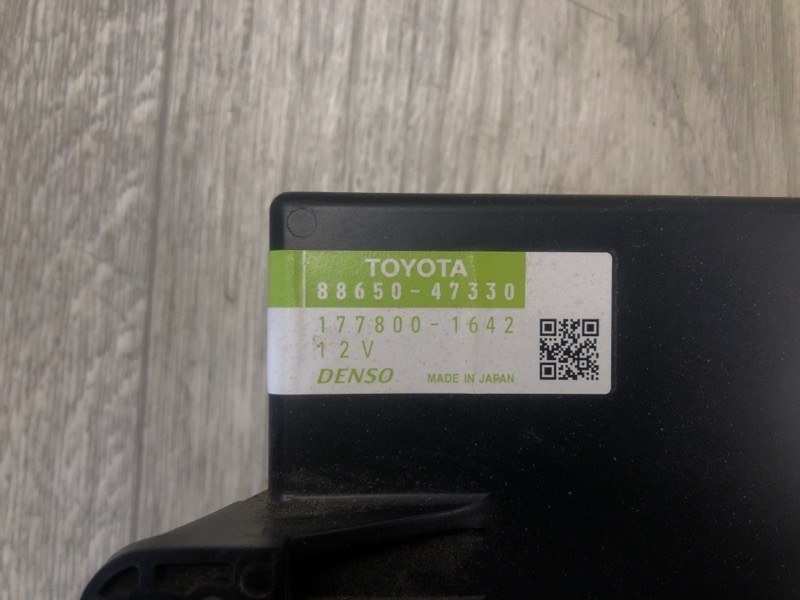 TOYOTA
88650-47330
177800-1642
12V
DENSO MADE IN JAPAN